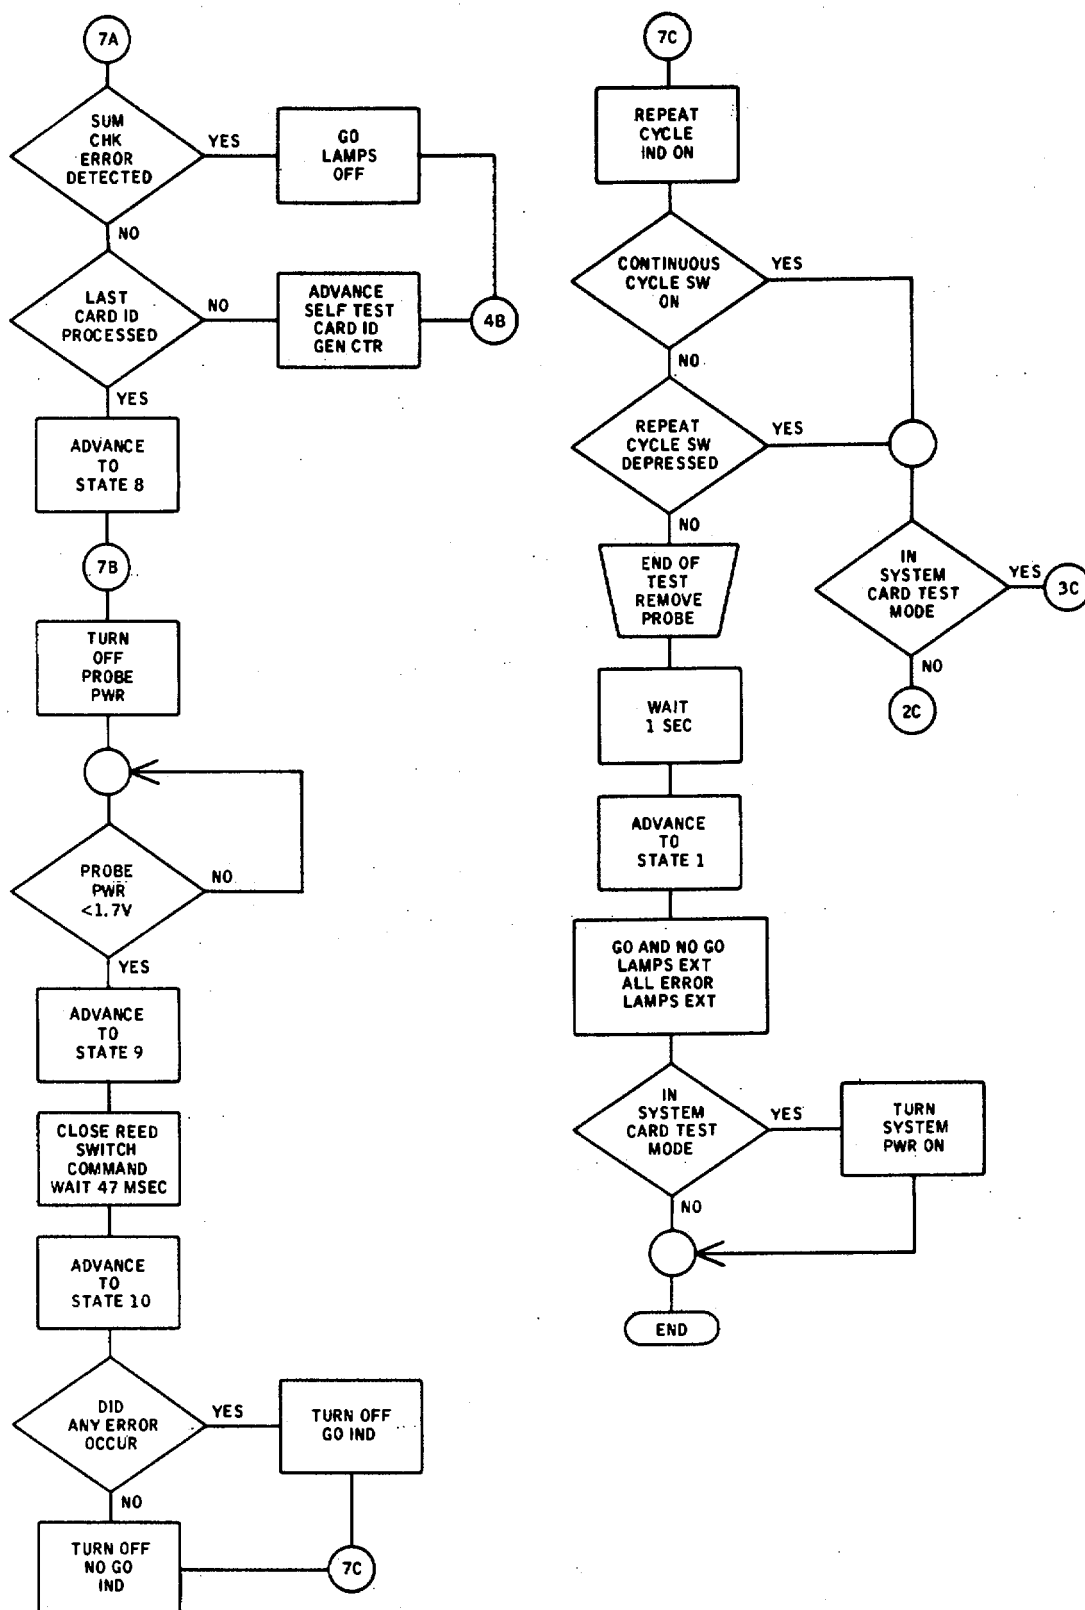 7A
SUM
CHK
ERROR
DETECTED
YES
GO
LAMPS
OFF
NO
LAST
CARD ID
PROCESSED
NO
ADVANCE
SELF TEST
CARD ID
GEN CTR
4B
YES
ADVANCE
TO
STATE 8
7B
TURN
OFF
PROBE
PWR
PROBE
PWR
<1.7V
NO
YES
ADVANCE
TO
STATE 9
CLOSE REED
SWITCH
COMMAND
WAIT 47 MSEC
ADVANCE
TO
STATE 10
DID
ANY ERROR
OCCUR
YES
TURN OFF
GO IND
NO
TURN OFF
NO GO
IND
7C
7C
REPEAT
CYCLE
IND ON
CONTINUOUS
CYCLE SW
ON
YES
NO
REPEAT
CYCLE SW
DEPRESSED
YES
NO
IN
SYSTEM
CARD TEST
MODE
YES
3C
NO
2C
END OF
TEST
REMOVE
PROBE
WAIT
1 SEC
ADVANCE
TO
STATE 1
GO AND NO GO
LAMPS EXT
ALL ERROR
LAMPS EXT
IN
SYSTEM
CARD TEST
MODE
YES
TURN
SYSTEM
PWR ON
NO
END